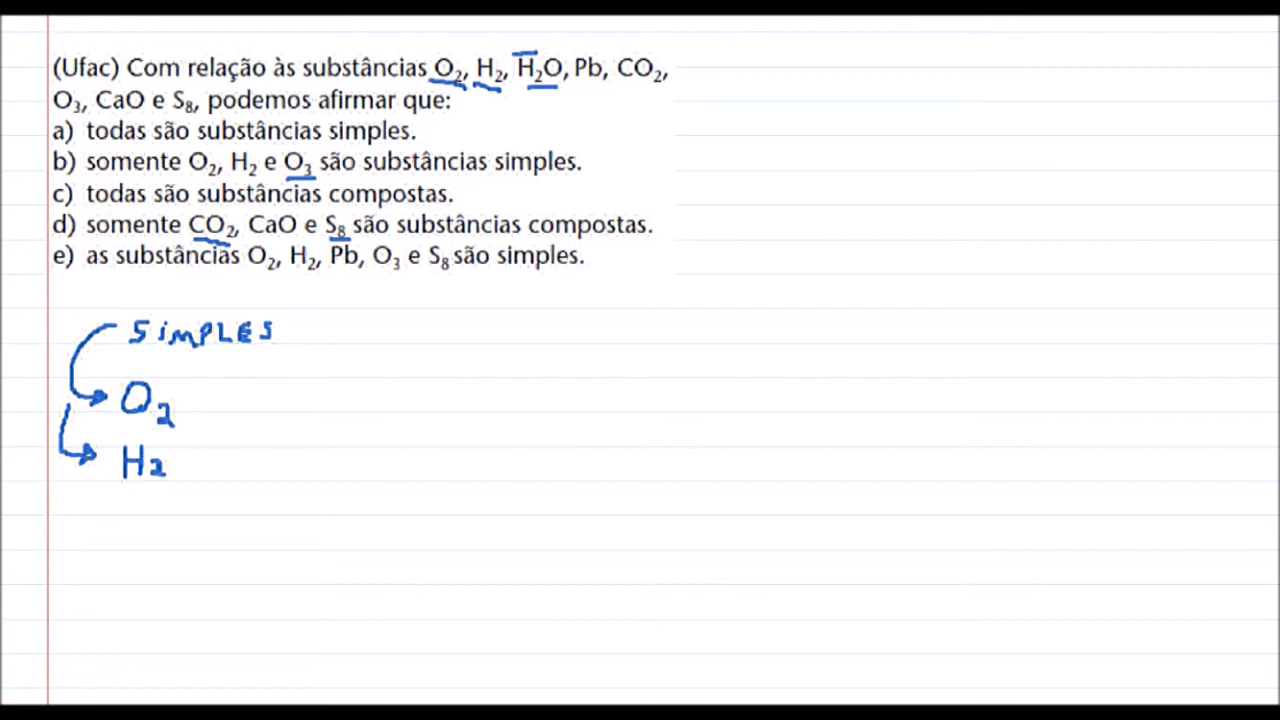 (Ufac) Com relação às substâncias O₂, H₂, H₂O, Pb, CO₂,
O₃, CaO e S₈, podemos afirmar que:
a) todas são substâncias simples.
b) somente O₂, H₂ e O₃ são substâncias simples.
c) todas são substâncias compostas.
d) somente CO₂, CaO e S₈ são substâncias compostas.
e) as substâncias O₂, H₂, Pb, O₃ e S₈ são simples.
SiMPLES
O₂
H₂